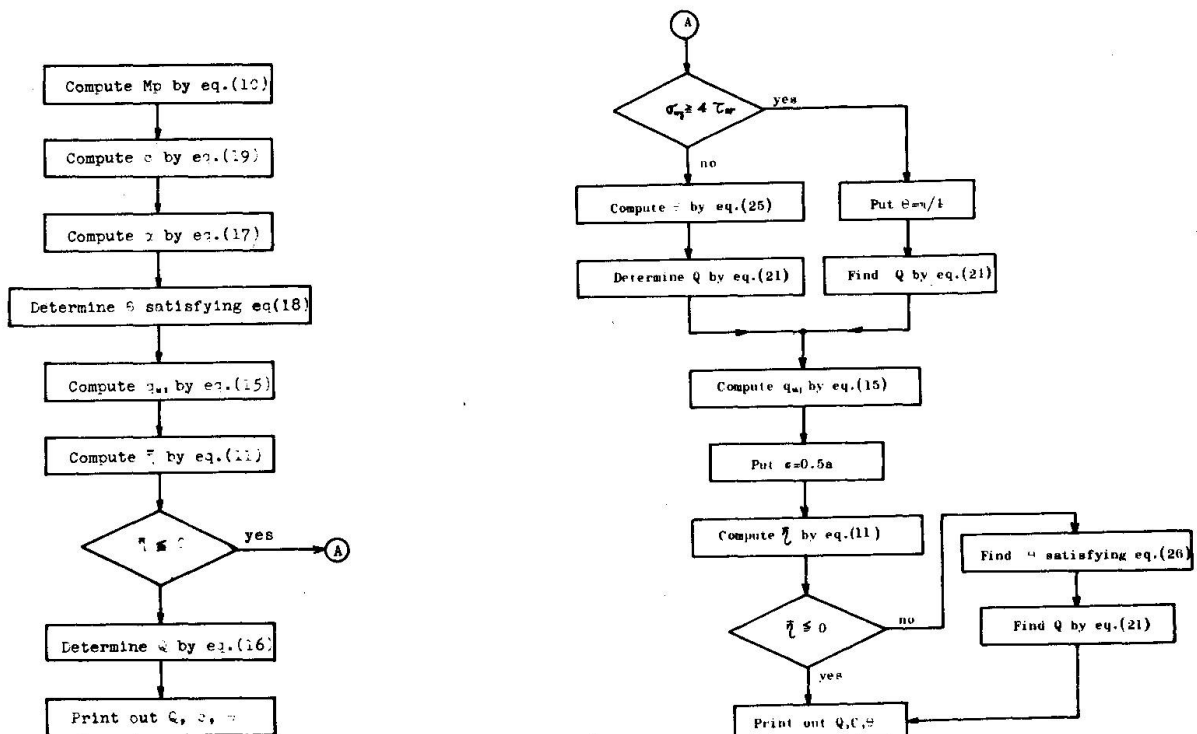 Compute Mp by eq.(10)
Compute c by eq.(19)
Compute α by eq.(17)
Determine θ satisfying eq(18)
Compute by eq.(15)
Compute by eq.(11)
yes
A
Determine Q by eq.(16)
Print out Q, c,
A
yes
no
Compute by eq.(25)
Put
Determine Q by eq.(21)
Find Q by eq.(21)
Compute by eq.(15)
Put c=0.5a
Compute η̄ by eq.(11)
Find satisfying eq.(26)
η̄ ≦ 0
no
Find Q by eq.(21)
yes
Print out Q,C,θ